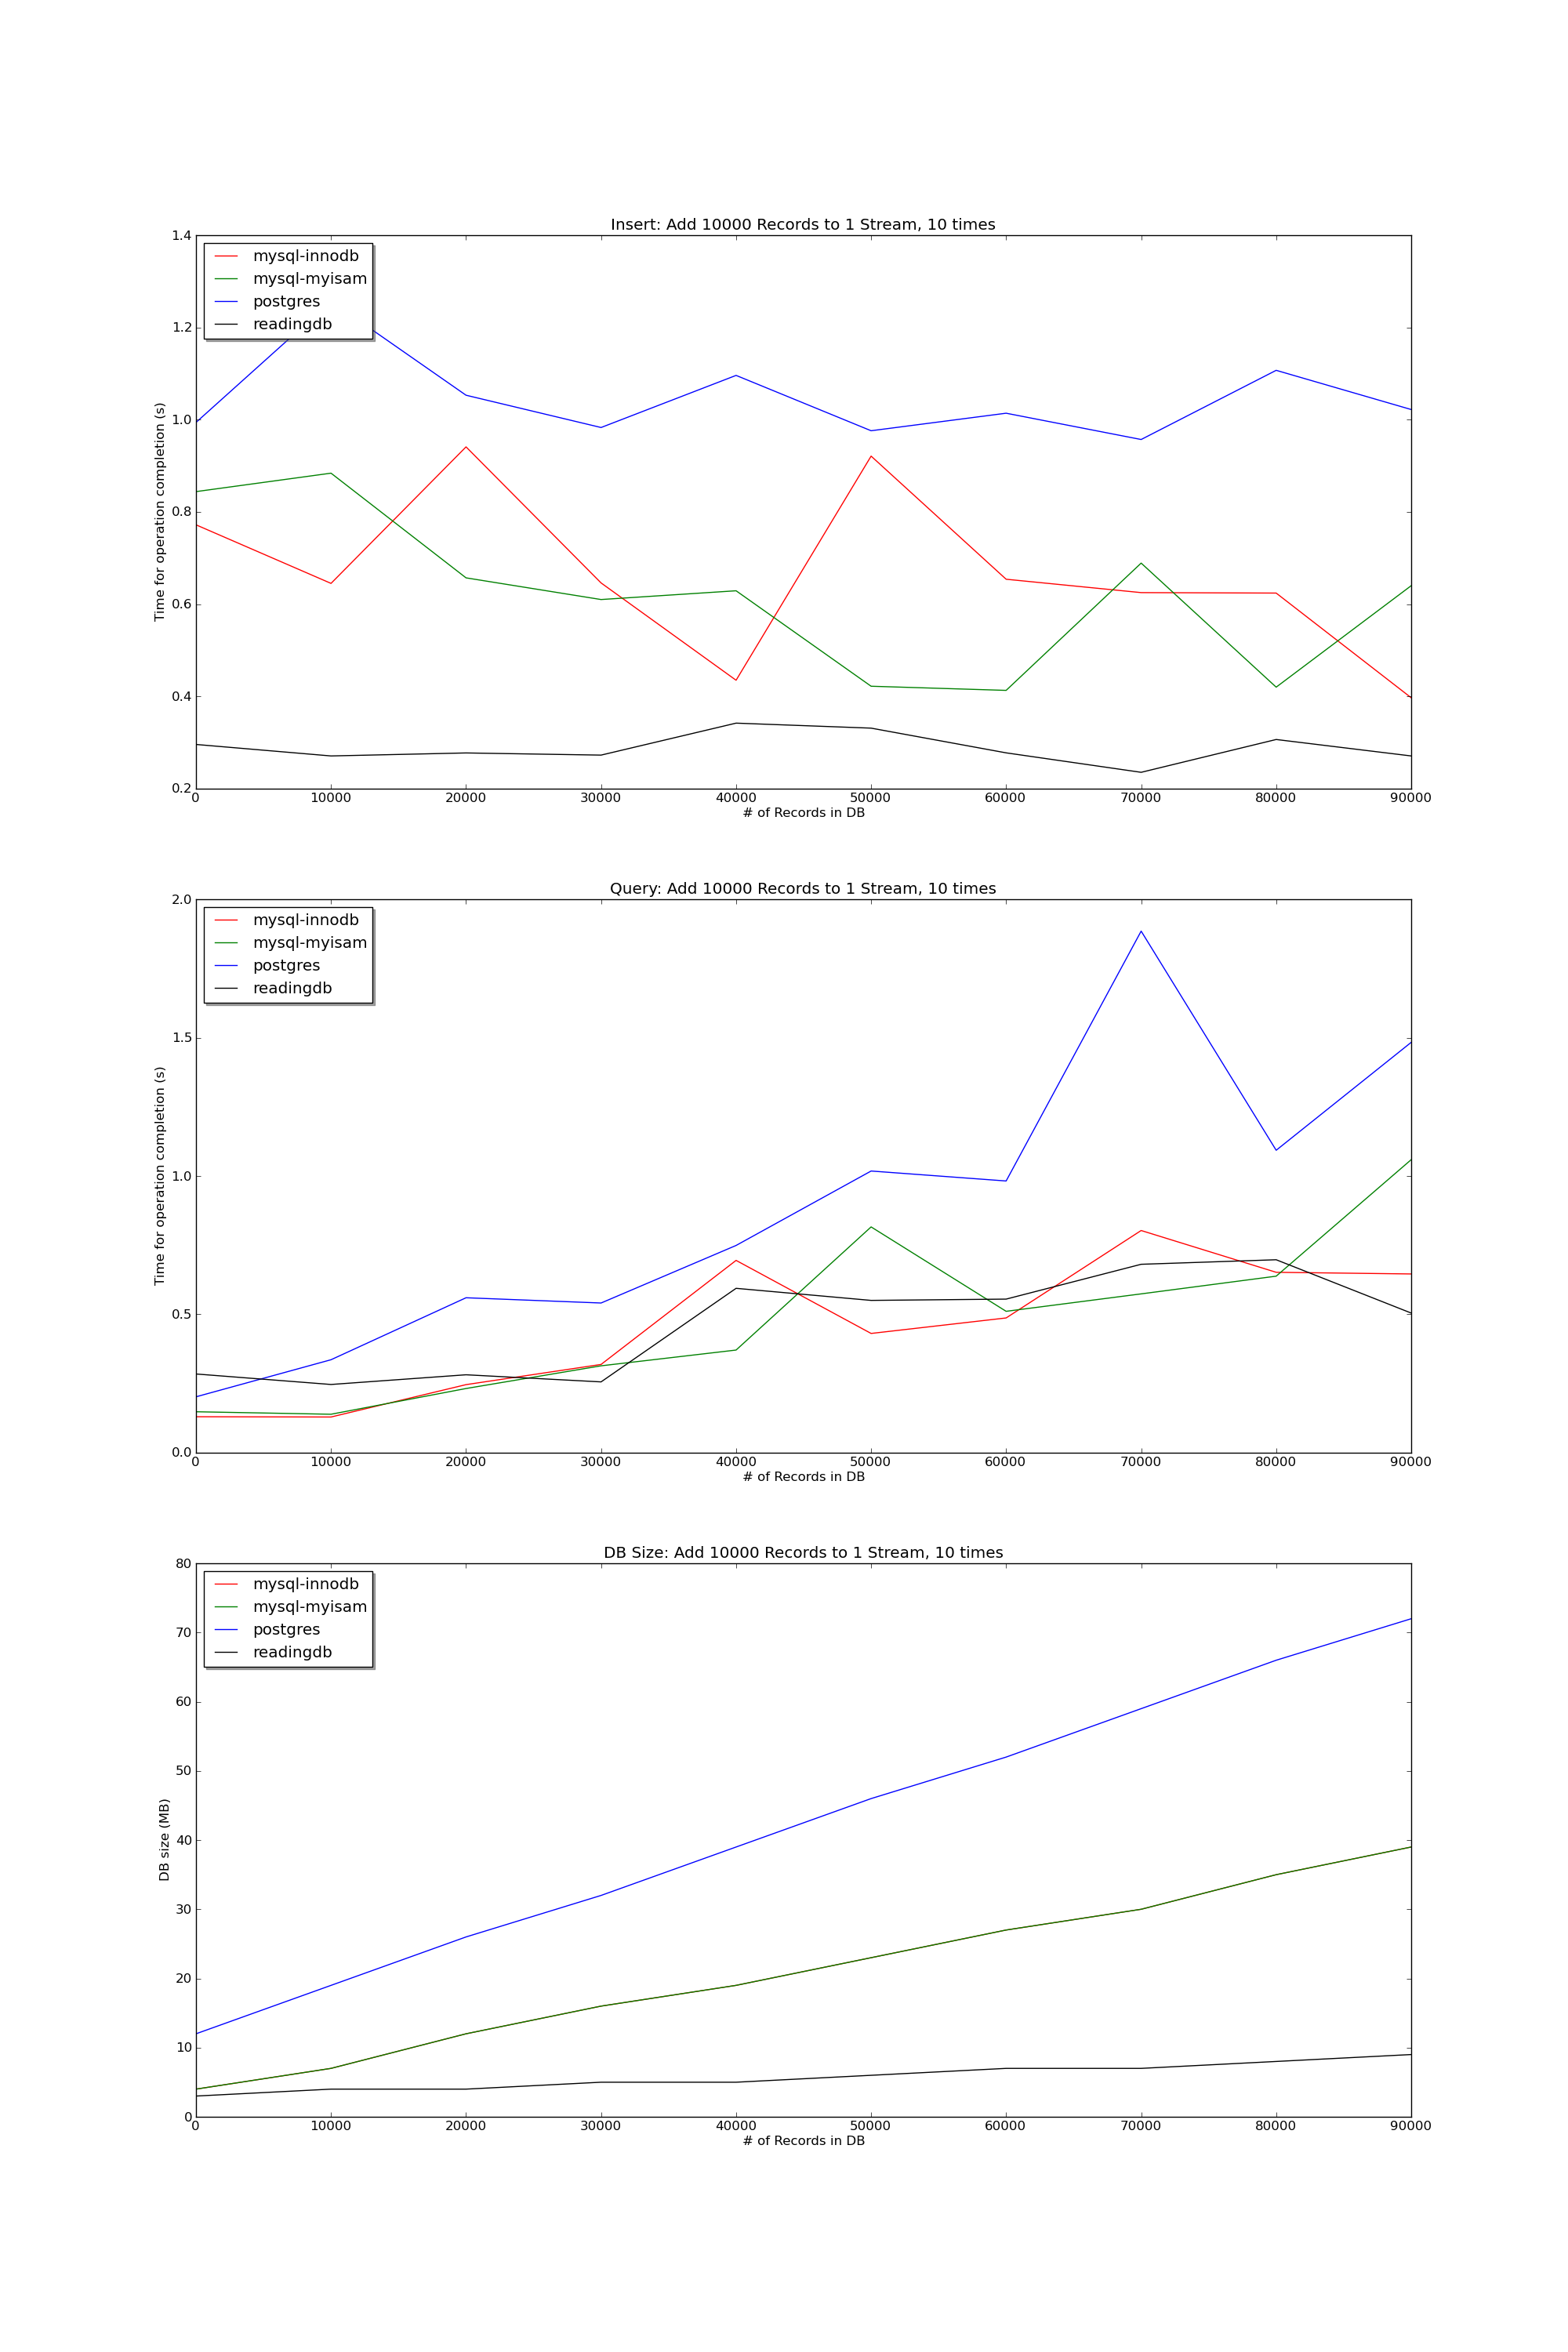 Insert: Add 10000 Records to 1 Stream, 10 times
1.4
mysql-innodb
mysql-myisam
postgres
readingdb
1.2
1.0
0.8
0.6
0.4
0.2
Time for operation completion (s)
0 10000 20000 30000 40000 50000 60000 70000 80000 90000
# of Records in DB
Query: Add 10000 Records to 1 Stream, 10 times
2.0
mysql-innodb
mysql-myisam
postgres
readingdb
1.5
1.0
0.5
0.0
Time for operation completion (s)
0 10000 20000 30000 40000 50000 60000 70000 80000 90000
# of Records in DB
DB Size: Add 10000 Records to 1 Stream, 10 times
80
mysql-innodb
mysql-myisam
postgres
readingdb
70
60
50
40
30
20
10
0
DB size (MB)
0 10000 20000 30000 40000 50000 60000 70000 80000 90000
# of Records in DB